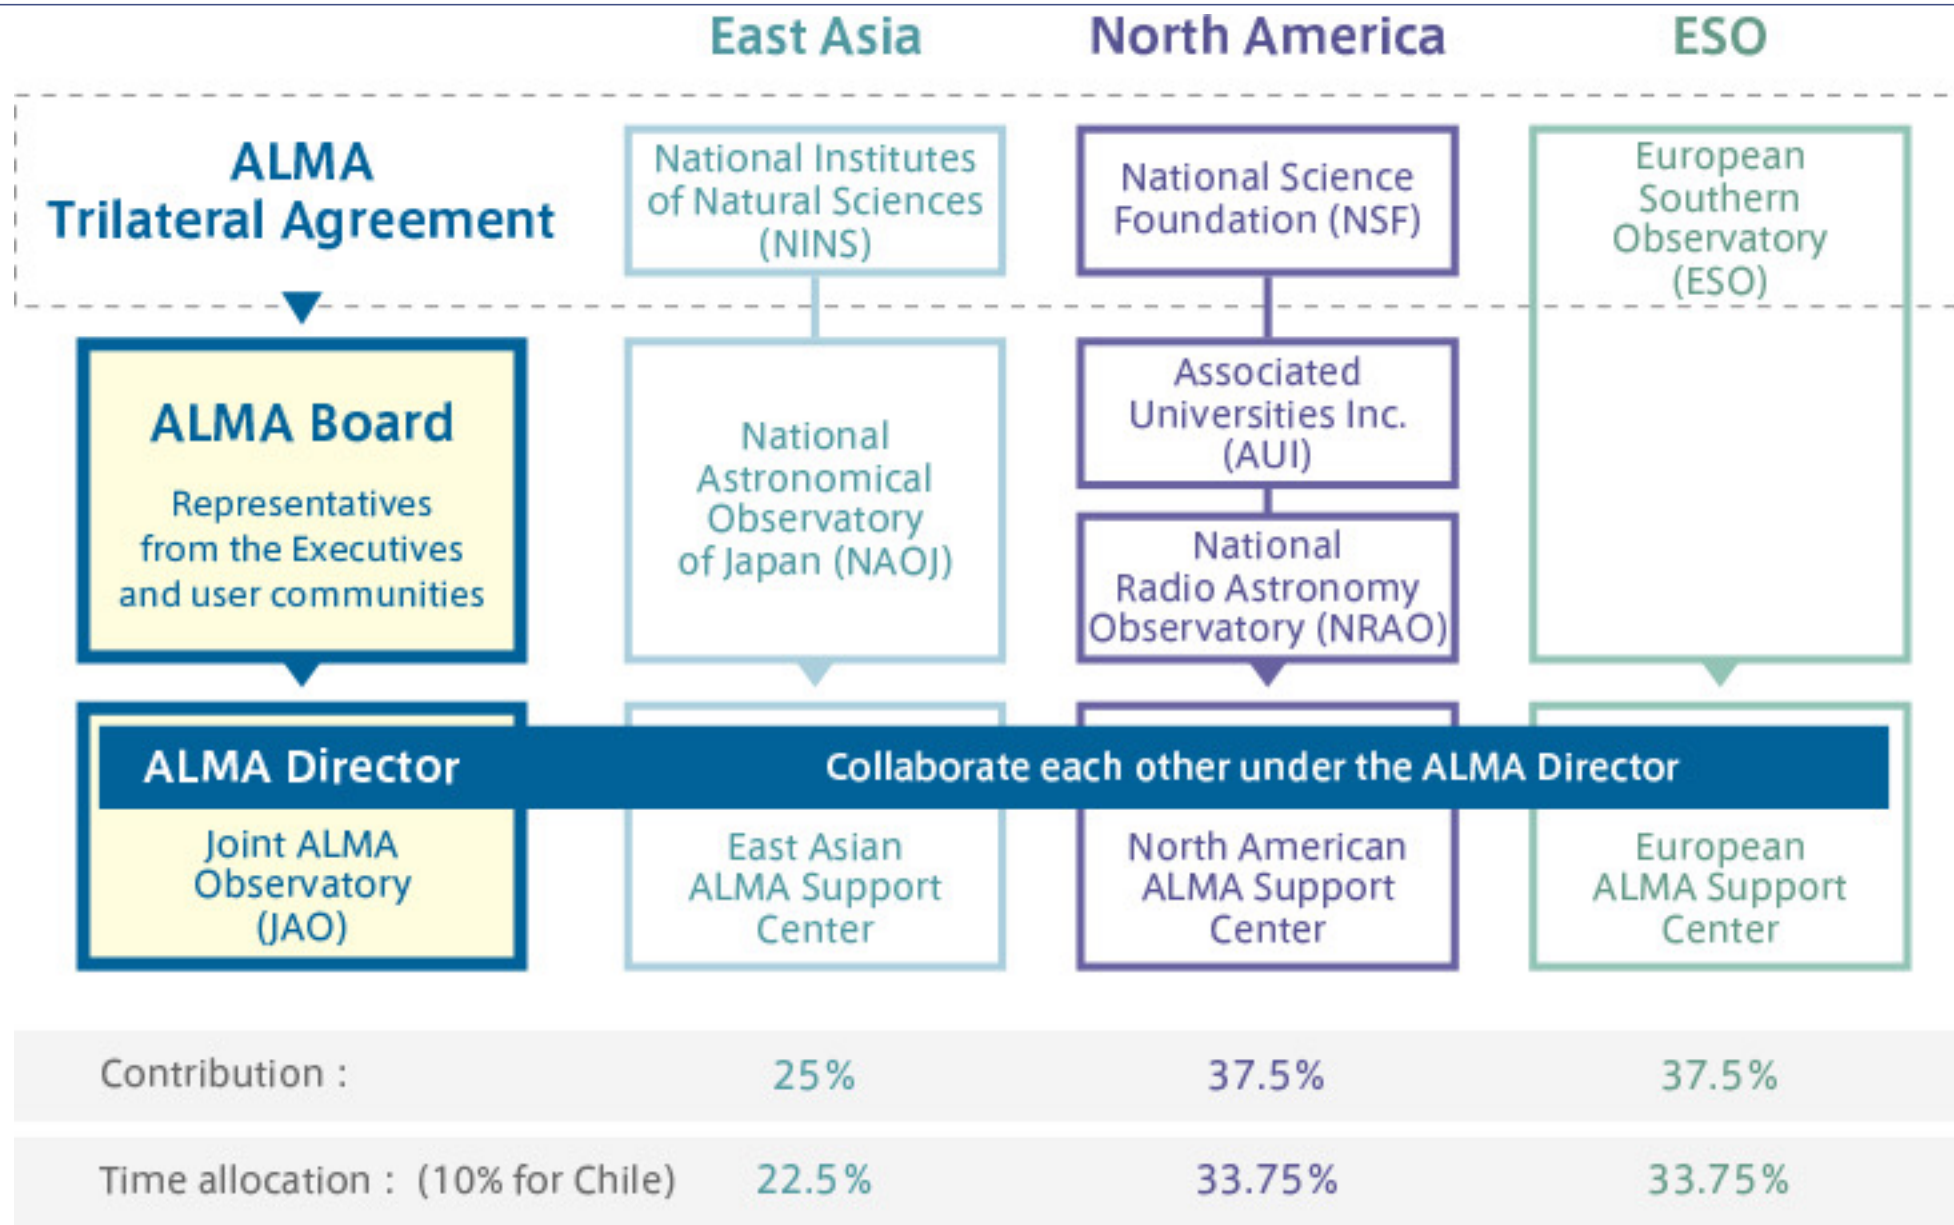 East Asia
North America
ESO
ALMA
Trilateral Agreement
National Institutes
of Natural Sciences
(NINS)
National Science
Foundation (NSF)
European
Southern
Observatory
(ESO)
ALMA Board
Representatives
from the Executives
and user communities
National
Astronomical
Observatory
of Japan (NAOJ)
Associated
Universities Inc.
(AUI)
National
Radio Astronomy
Observatory (NRAO)
ALMA Director
Collaborate each other under the ALMA Director
Joint ALMA
Observatory
(JAO)
East Asian
ALMA Support
Center
North American
ALMA Support
Center
European
ALMA Support
Center
Contribution : 25% 37.5% 37.5%
Time allocation : (10% for Chile) 22.5% 33.75% 33.75%